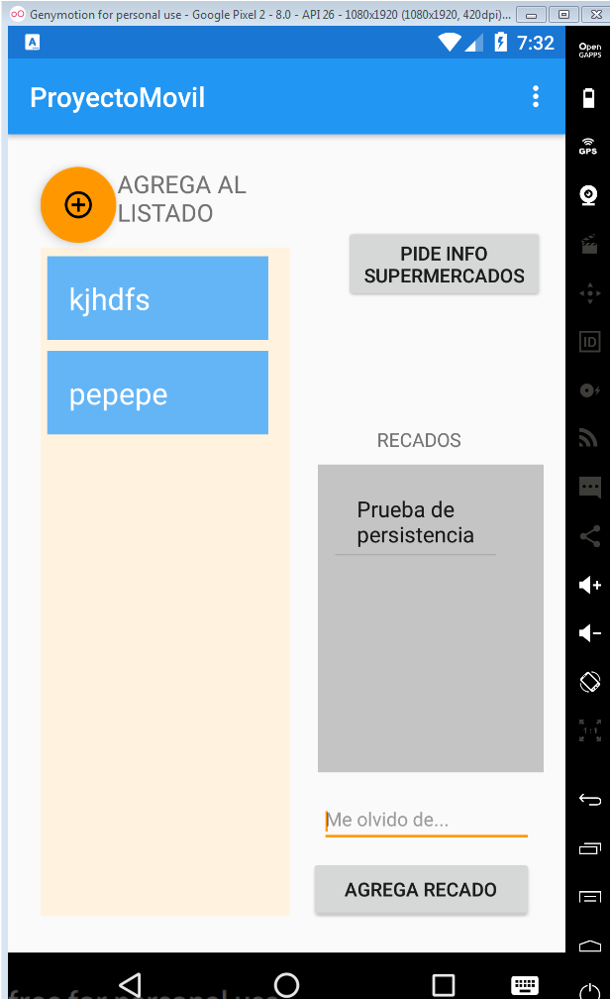 Genymotion for personal use - Google Pixel 2 - 8.0 - API 26 - 1080x1920 (1080x1920, 420dpi)...
A
7:32
Open
GAPPS
ProyectoMovil
GPS
AGREGA AL
LISTADO
PIDE INFO
SUPERMERCADOS
kjhdfs
ID
pepepe
RECADOS
Prueba de
persistencia
1:1
Me olvido de...
AGREGA RECADO
free for personal use